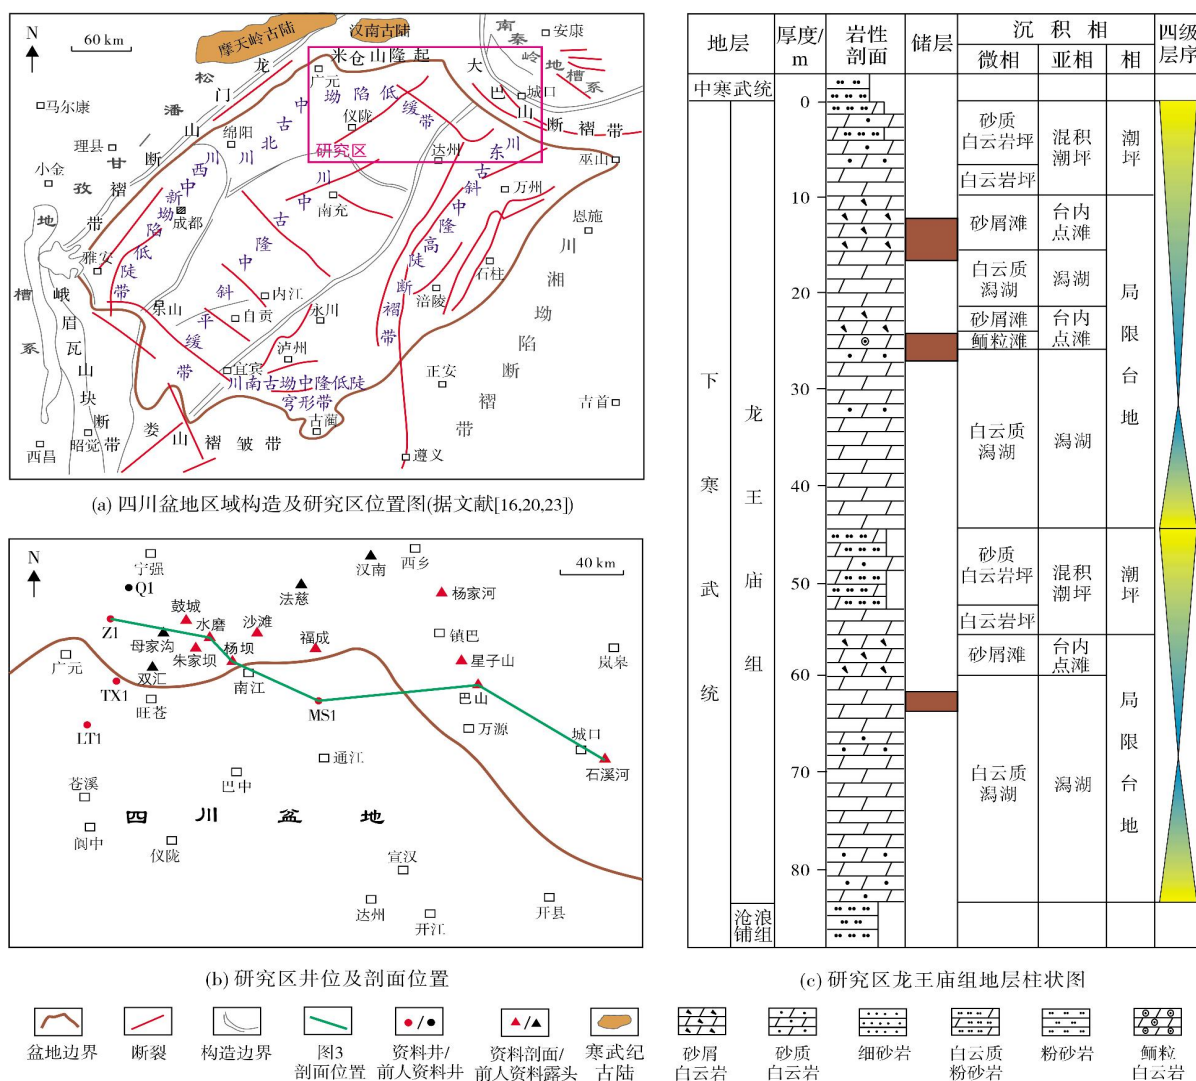 N
60 km
摩天岭古陆
汉南古陆
米仓山隆起
南秦岭地槽系
安康
大巴山断褶带
城口
龙门山断褶带
松潘甘孜地槽系
马尔康
理县
小金
广元
仪陇
绵阳
研究区
达州
巫山
万州
恩施
南充
成都
雅安
乐山
内江
自贡
永川
泸州
宜宾
石柱
涪陵
正安
吉首
古蔺
遵义
昭觉
西昌
川北古中坳陷低缓带
川西中新坳陷低陡带
川中古隆中斜平缓带
川东古斜中隆高陡断褶带
川南古坳中隆低陡
穹形带
川湘坳陷断褶带
峨眉瓦山块断带
娄山褶皱带
(a) 四川盆地区域构造及研究区位置图(据文献[16,20,23])
N
40 km
宁强
Q1
汉南
西乡
法慈
杨家河
鼓城
水磨
沙滩
Z1
母家沟
朱家坝
杨坝
福成
镇巴
星子山
岚皋
广元
双汇
南江
TX1
旺苍
MS1
巴山
LT1
万源
城口
石溪河
通江
巴中
苍溪
四川盆地
阆中
仪陇
宣汉
达州
开江
开县
(b) 研究区井位及剖面位置
地层
厚度/
m
岩性
剖面
储层
沉积相
微相
亚相
相
四级
层序
中寒武统
下寒武统
龙王庙组
沧浪
铺组
0
10
20
30
40
50
60
70
80
砂质
白云岩坪
白云岩坪
混积
潮坪
潮坪
砂屑滩
台内
点滩
白云质
潟湖
潟湖
砂屑滩
鲕粒滩
台内
点滩
局限台地
白云质
潟湖
潟湖
砂质
白云岩坪
白云岩坪
混积
潮坪
潮坪
砂屑滩
台内
点滩
白云质
潟湖
潟湖
局限台地
(c) 研究区龙王庙组地层柱状图
盆地边界
断裂
构造边界
图3
剖面位置
资料井/
前人资料井
资料剖面/
前人资料露头
寒武纪
古陆
砂屑
白云岩
砂质
白云岩
细砂岩
白云质
粉砂岩
粉砂岩
鲕粒
白云岩